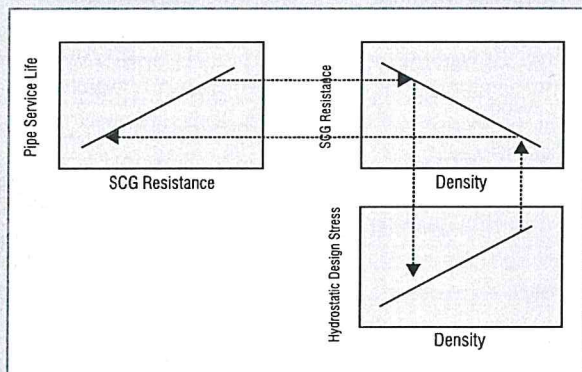 Pipe Service Life
SCG Resistance
SCG Resistance
Density
Hydrostatic Design Stress
Density